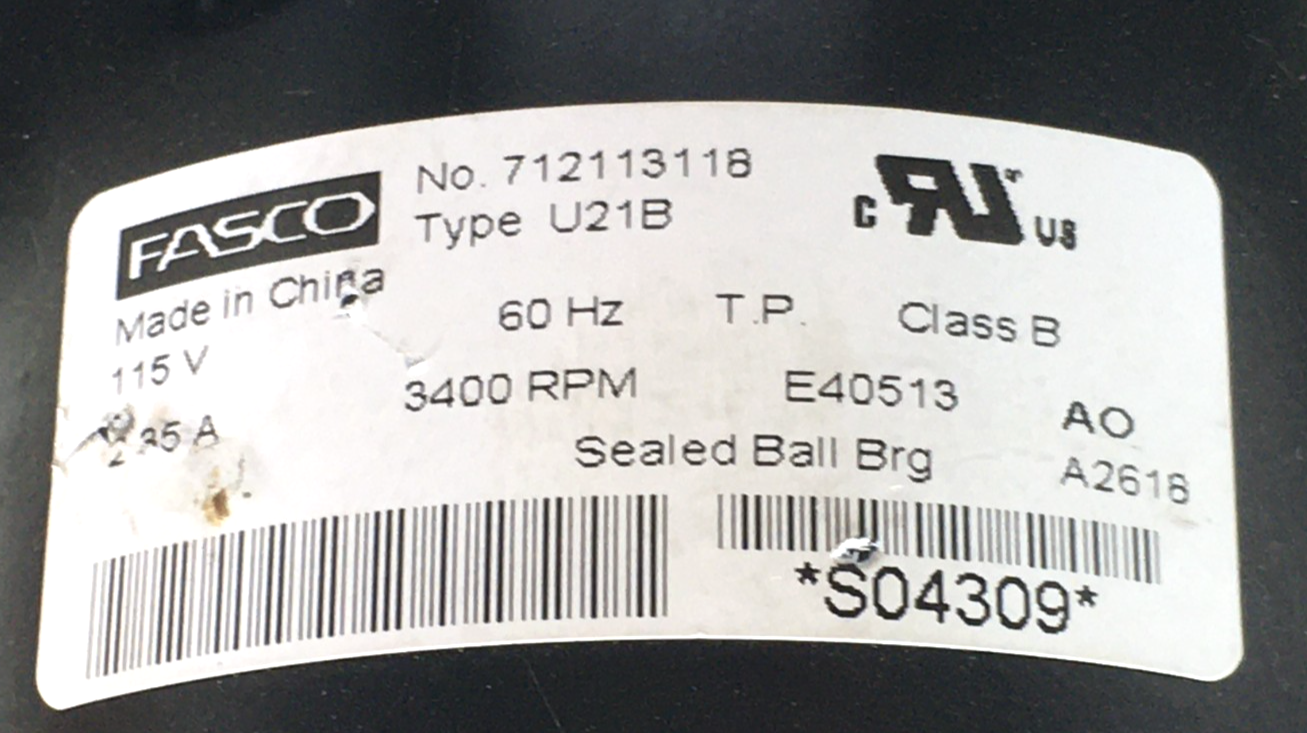 FASCO
No. 712113118
Type U21B
C RU® US
Made in China
60 Hz T.P. Class B
115 V
3400 RPM E40513 AO
A
Sealed Ball Brg A2618
*S04309*